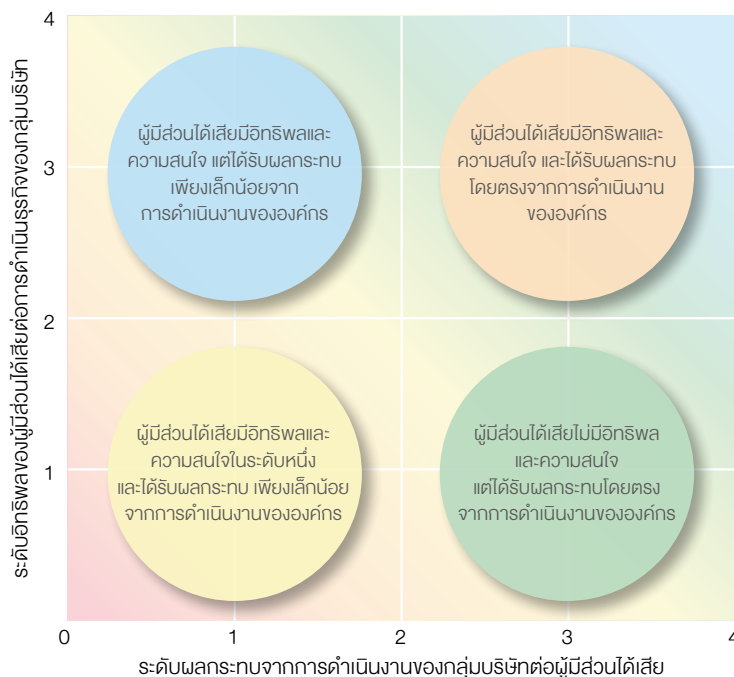 4
ผู้มีส่วนได้เสียมีอิทธิพลและ
ความสนใจ แต่ได้รับผลกระทบ
เพียงเล็กน้อยจาก
การดำเนินงานขององค์กร
ผู้มีส่วนได้เสียมีอิทธิพลและ
ความสนใจ และได้รับผลกระทบ
โดยตรงจากการดำเนินงาน
ขององค์กร
3
2
ผู้มีส่วนได้เสียมีอิทธิพลและ
ความสนใจในระดับหนึ่ง
และได้รับผลกระทบ เพียงเล็กน้อย
จากการดำเนินงานขององค์กร
ผู้มีส่วนได้เสียไม่มีอิทธิพล
และความสนใจ
แต่ได้รับผลกระทบโดยตรง
จากการดำเนินงานขององค์กร
1
ระดับอิทธิพลของผู้มีส่วนได้เสียต่อการดำเนินธุรกิจของกลุ่มบริษัท
0 1 2 3 4
ระดับผลกระทบจากการดำเนินงานของกลุ่มบริษัทต่อผู้มีส่วนได้เสีย